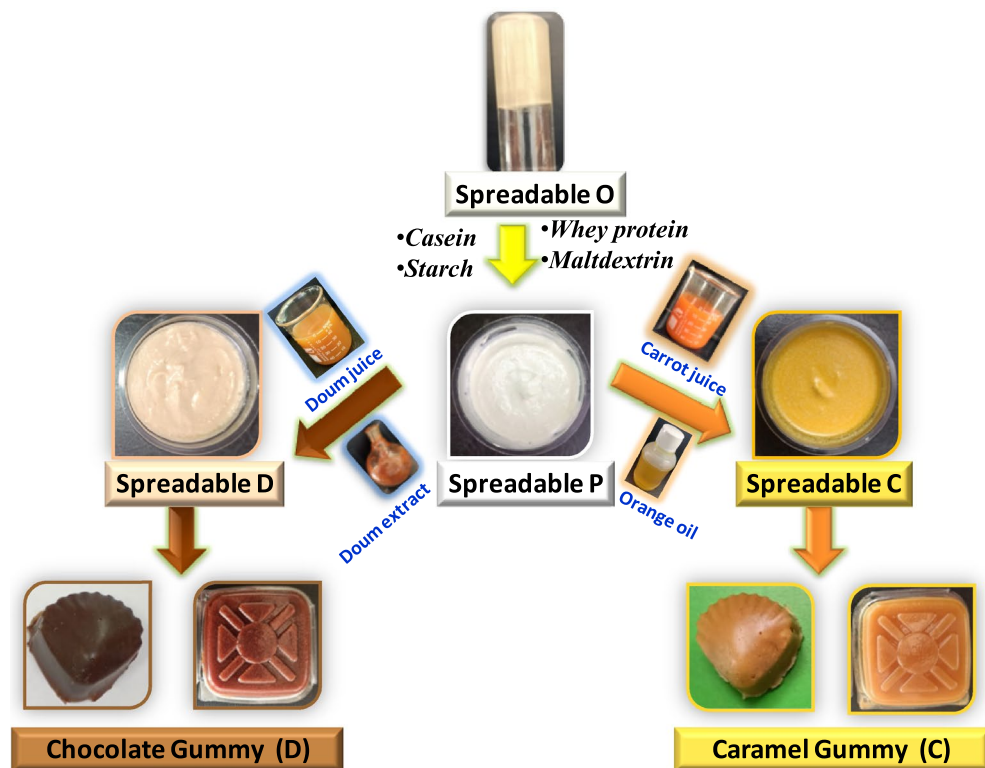 Spreadable O
•Casein
•Starch
•Whey protein
•Maltdextrin
Doum juice
Carrot juice
Doum extract
Orange oil
Spreadable D
Spreadable P
Spreadable C
Chocolate Gummy (D)
Caramel Gummy (C)